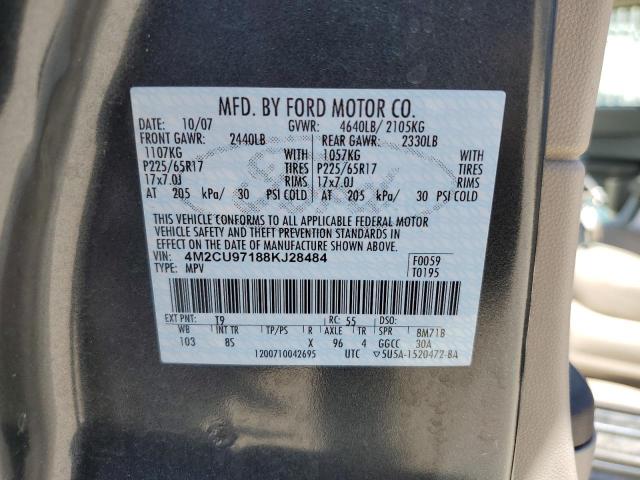 MFD. BY FORD MOTOR CO.
DATE: 10/07 GVWR: 4640LB/ 2105KG
FRONT GAWR: 2440LB REAR GAWR: 2330LB
1107KG WITH 1057KG WITH
P225/65R17 TIRES P225/65R17 TIRES
17x7.0J RIMS 17x7.0J RIMS
AT 205 kPa/ 30 PSI COLD AT 205 kPa/ 30 PSI COLD
THIS VEHICLE CONFORMS TO ALL APPLICABLE FEDERAL MOTOR
VEHICLE SAFETY AND THEFT PREVENTION STANDARDS IN
EFFECT ON THE DATE OF MANUFACTURE SHOWN ABOVE.
VIN: 4M2CU97188KJ28484 F0059
TYPE: MPV T0195
EXT PNT: T9 RC: 55 DSO:
WB INT TR TP/PS R AXLE TR SPR 8M71B
103 85 X 96 4 GGCC 30A
1200710042695 UTC 5U5A-1520472-BA